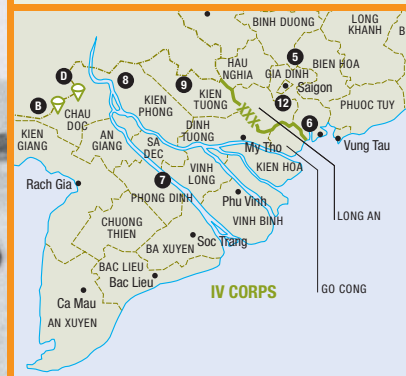 BINH DUONG
LONG
KHANH
B
5
HAU
NGHIA
GIA DINH
BIEN HOA
Saigon
D
8
9
B
CHAU
DOC
KIEN
PHONG
KIEN
TUONG
12
PHUOC TUY
XXX
6
KIEN
GIANG
AN
GIANG
SA
DEC
DINH
TUONG
My Tho
Vung Tau
7
VINH
LONG
KIEN HOA
Rach Gia
PHONG DINH
Phu Vinh
LONG AN
CHUONG
THIEN
VINH BINH
BA XUYEN
Soc Trang
BAC LIEU
Bac Lieu
GO CONG
IV CORPS
Ca Mau
AN XUYEN